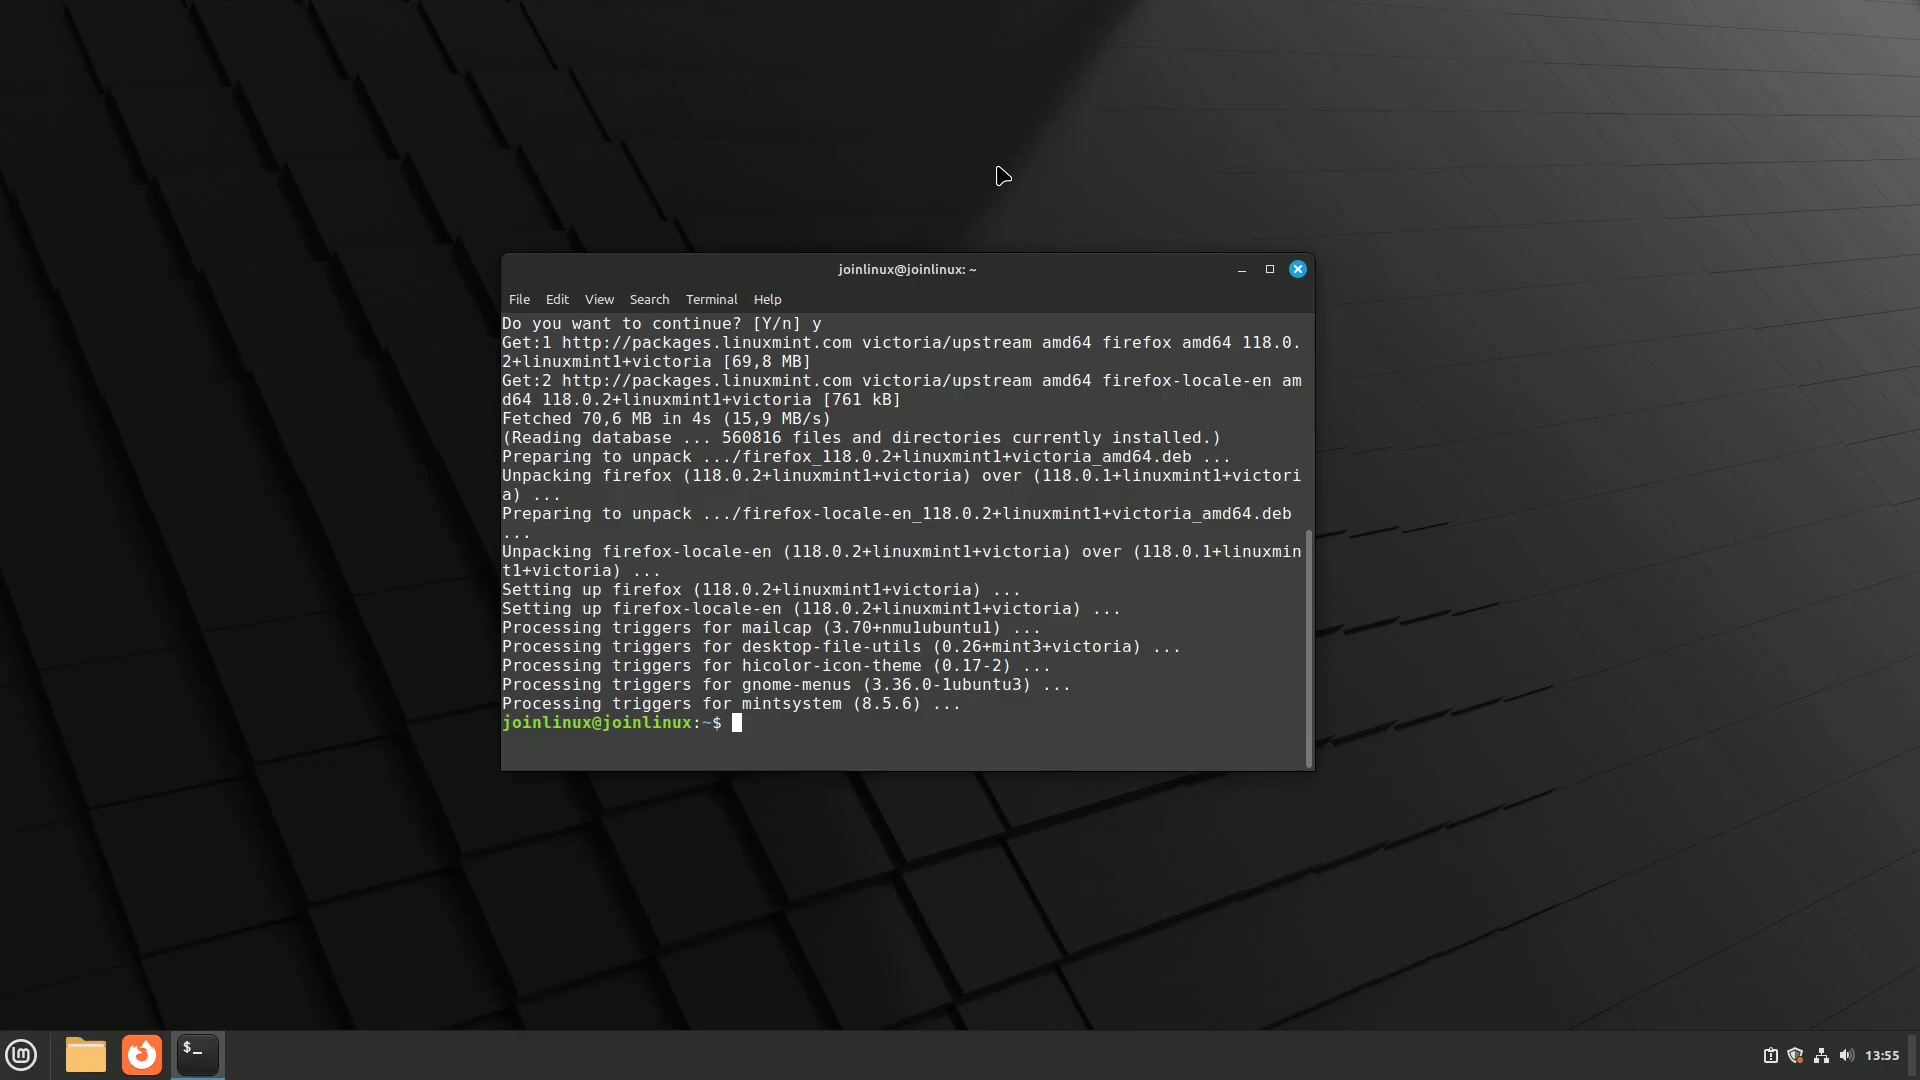 joinlinux@joinlinux: ~
File Edit View Search Terminal Help
Do you want to continue? [Y/n] y
Get:1 http://packages.linuxmint.com victoria/upstream amd64 firefox amd64 118.0.
2+linuxmint1+victoria [69,8 MB]
Get:2 http://packages.linuxmint.com victoria/upstream amd64 firefox-locale-en am
d64 118.0.2+linuxmint1+victoria [761 kB]
Fetched 70,6 MB in 4s (15,9 MB/s)
(Reading database ... 560816 files and directories currently installed.)
Preparing to unpack .../firefox_118.0.2+linuxmint1+victoria_amd64.deb ...
Unpacking firefox (118.0.2+linuxmint1+victoria) over (118.0.1+linuxmint1+victori
a) ...
Preparing to unpack .../firefox-locale-en_118.0.2+linuxmint1+victoria_amd64.deb
...
Unpacking firefox-locale-en (118.0.2+linuxmint1+victoria) over (118.0.1+linuxmin
t1+victoria) ...
Setting up firefox (118.0.2+linuxmint1+victoria) ...
Setting up firefox-locale-en (118.0.2+linuxmint1+victoria) ...
Processing triggers for mailcap (3.70+nmu1ubuntu1) ...
Processing triggers for desktop-file-utils (0.26+mint3+victoria) ...
Processing triggers for hicolor-icon-theme (0.17-2) ...
Processing triggers for gnome-menus (3.36.0-1ubuntu3) ...
Processing triggers for mintsystem (8.5.6) ...
joinlinux@joinlinux:~$
lm
$_
13:55